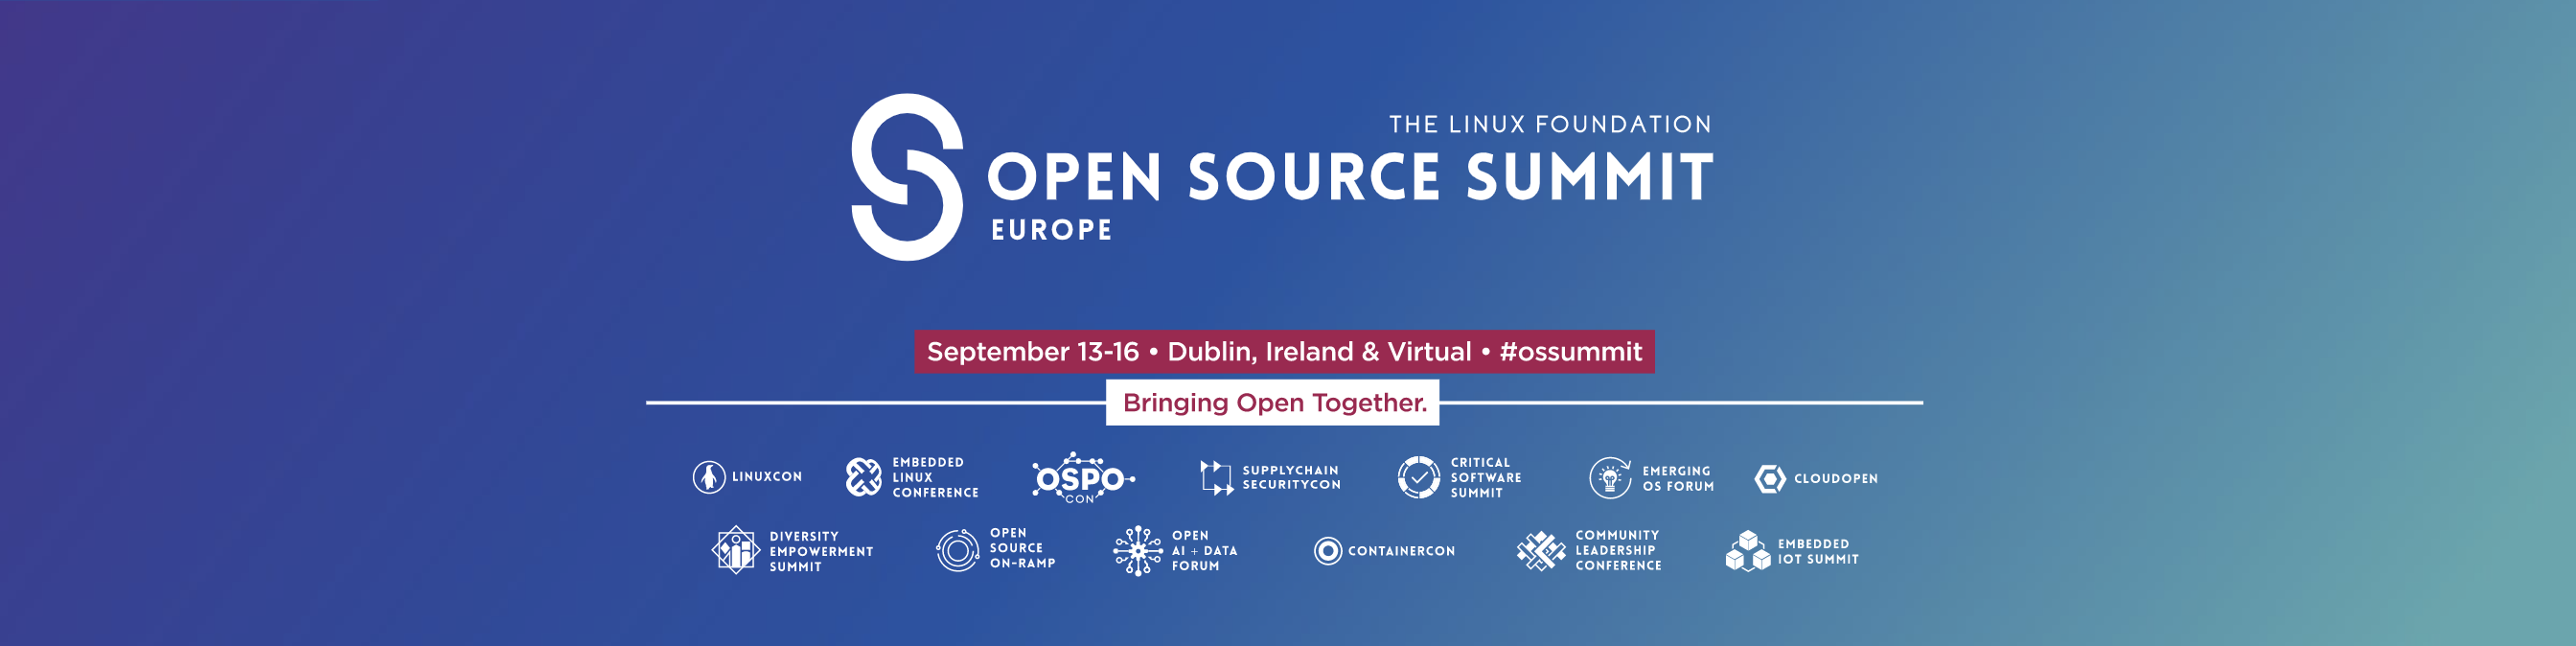 THE LINUX FOUNDATION
OPEN SOURCE SUMMIT
EUROPE
September 13-16 • Dublin, Ireland & Virtual • #ossummit
Bringing Open Together.
LINUXCON
EMBEDDED
LINUX
CONFERENCE
OSPO
CON
SUPPLYCHAIN
SECURITYCON
CRITICAL
SOFTWARE
SUMMIT
EMERGING
OS FORUM
CLOUDOPEN
DIVERSITY
EMPOWERMENT
SUMMIT
OPEN
SOURCE
ON-RAMP
OPEN
AI + DATA
FORUM
CONTAINERCON
COMMUNITY
LEADERSHIP
CONFERENCE
EMBEDDED
IOT SUMMIT